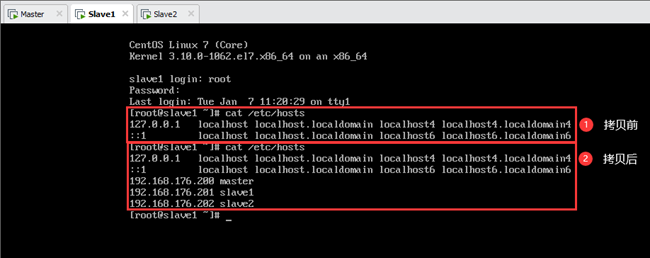 Master × Slave1 × Slave2 ×
CentOS Linux 7 (Core)
Kernel 3.10.0-1062.el7.x86_64 on an x86_64
slave1 login: root
Password:
Last login: Tue Jan  7 11:20:29 on tty1
[root@slave1 ~]# cat /etc/hosts
127.0.0.1   localhost localhost.localdomain localhost4 localhost4.localdomain4
::1         localhost localhost.localdomain localhost6 localhost6.localdomain6
1 拷贝前
[root@slave1 ~]# cat /etc/hosts
127.0.0.1   localhost localhost.localdomain localhost4 localhost4.localdomain4
::1         localhost localhost.localdomain localhost6 localhost6.localdomain6
192.168.176.200 master
192.168.176.201 slave1
192.168.176.202 slave2
2 拷贝后
[root@slave1 ~]# _